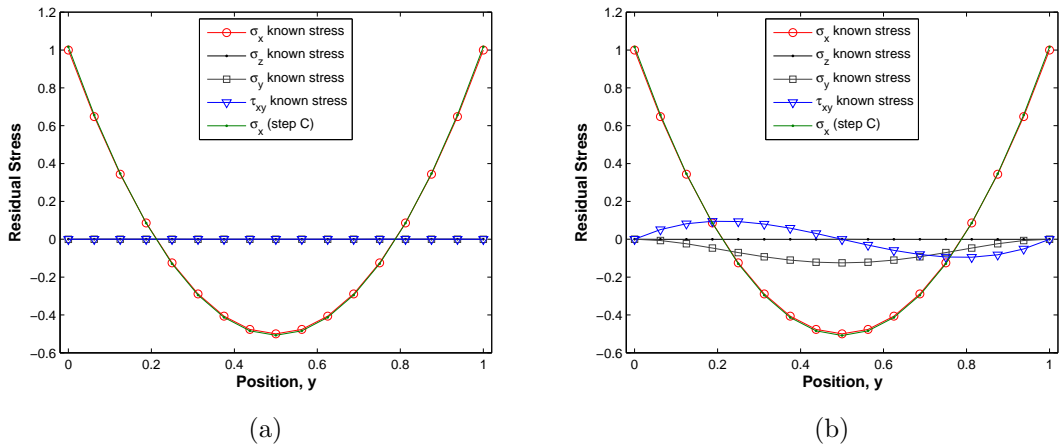 1.2
1
0.8
0.6
0.4
0.2
0
−0.2
−0.4
−0.6
Residual Stress
σx known stress
σz known stress
σy known stress
τxy known stress
σx (step C)
0 0.2 0.4 0.6 0.8 1
Position, y
(a)
1.2
1
0.8
0.6
0.4
0.2
0
−0.2
−0.4
−0.6
Residual Stress
σx known stress
σz known stress
σy known stress
τxy known stress
σx (step C)
0 0.2 0.4 0.6 0.8 1
Position, y
(b)